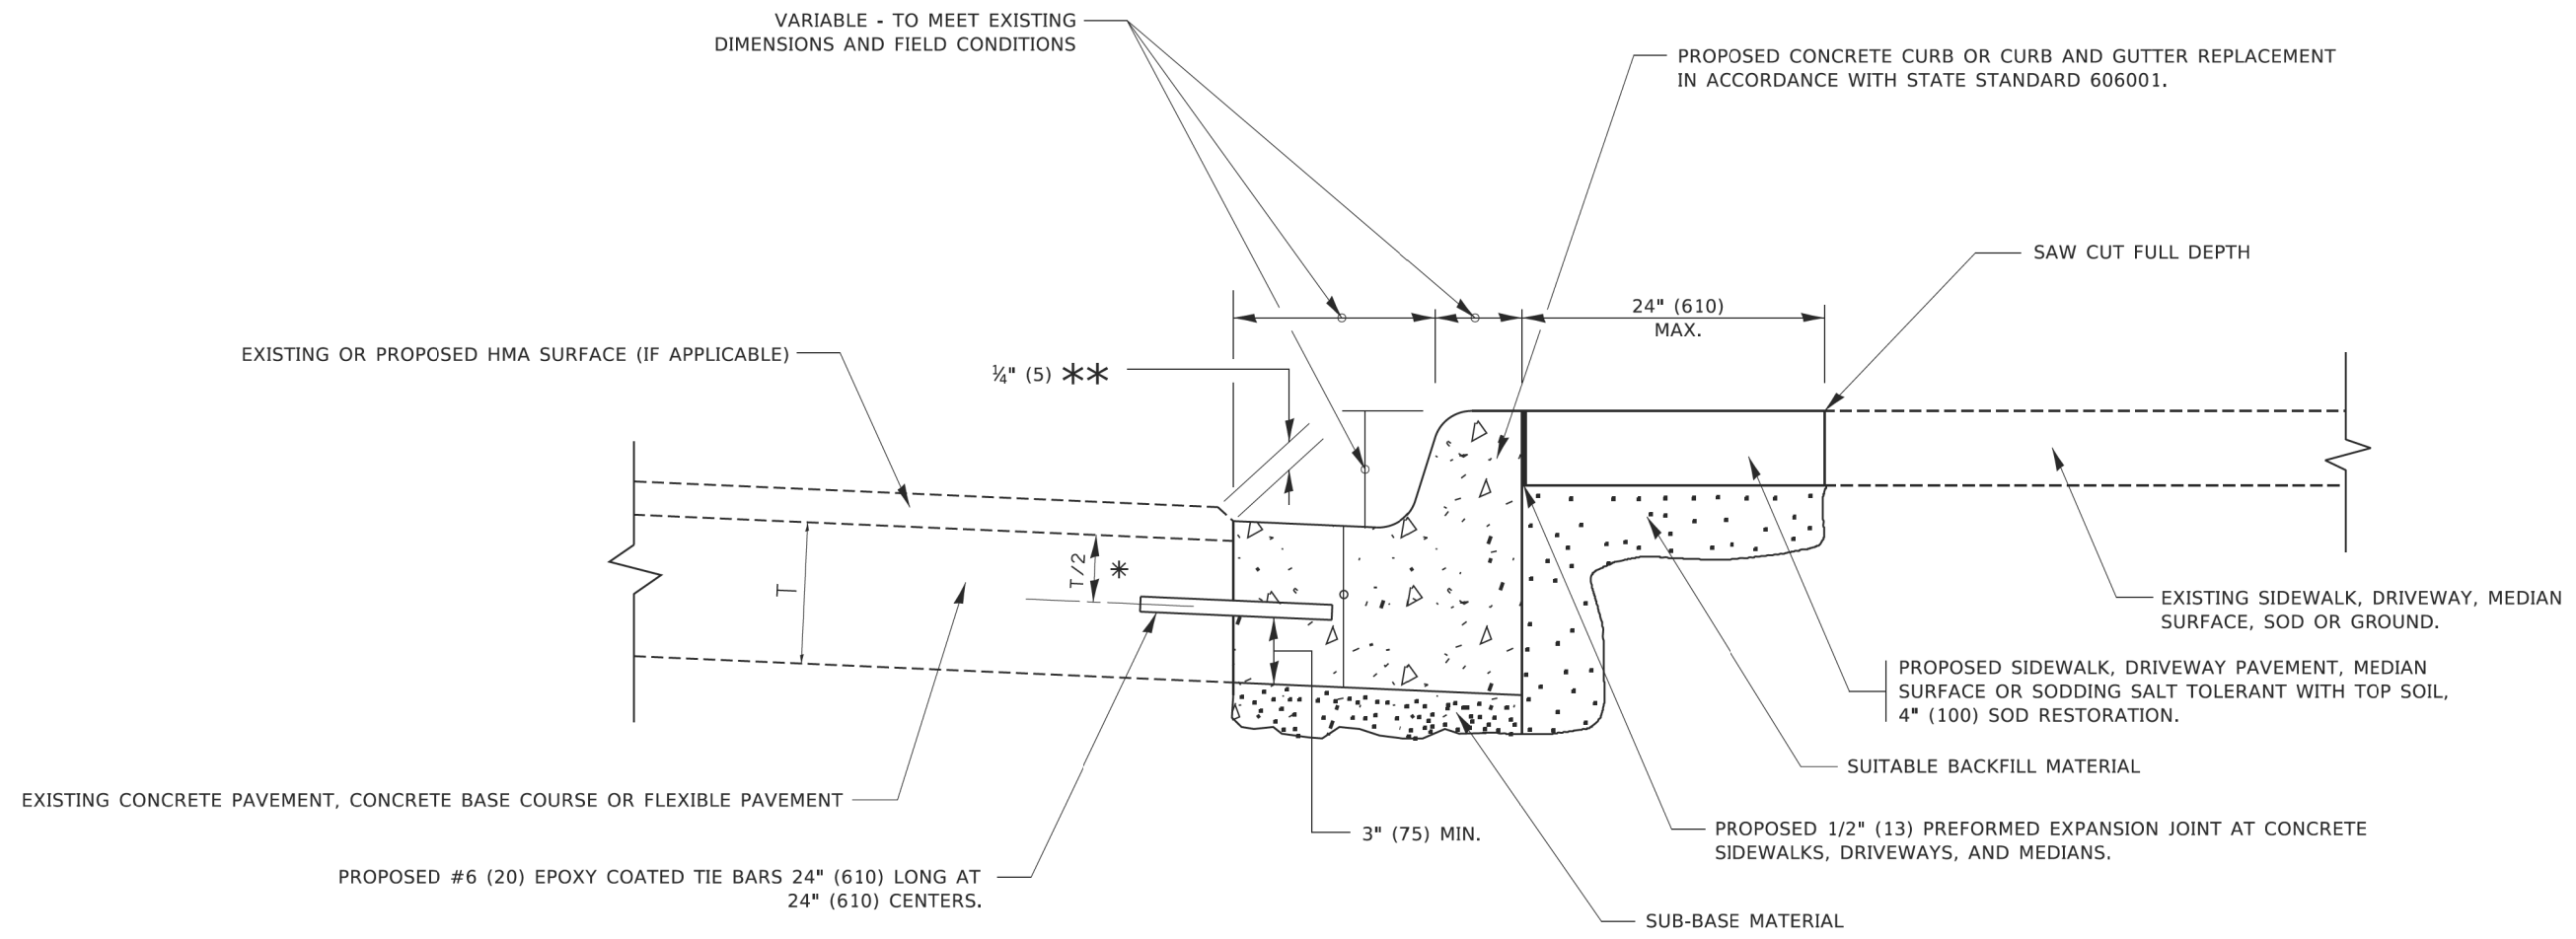 VARIABLE - TO MEET EXISTING
DIMENSIONS AND FIELD CONDITIONS
PROPOSED CONCRETE CURB OR CURB AND GUTTER REPLACEMENT
IN ACCORDANCE WITH STATE STANDARD 606001.
SAW CUT FULL DEPTH
24" (610)
MAX.
EXISTING OR PROPOSED HMA SURFACE (IF APPLICABLE)
¼" (5) **
T
T/2
*
EXISTING SIDEWALK, DRIVEWAY, MEDIAN
SURFACE, SOD OR GROUND.
PROPOSED SIDEWALK, DRIVEWAY PAVEMENT, MEDIAN
SURFACE OR SODDING SALT TOLERANT WITH TOP SOIL,
4" (100) SOD RESTORATION.
SUITABLE BACKFILL MATERIAL
EXISTING CONCRETE PAVEMENT, CONCRETE BASE COURSE OR FLEXIBLE PAVEMENT
3" (75) MIN.
PROPOSED 1/2" (13) PREFORMED EXPANSION JOINT AT CONCRETE
SIDEWALKS, DRIVEWAYS, AND MEDIANS.
PROPOSED #6 (20) EPOXY COATED TIE BARS 24" (610) LONG AT
24" (610) CENTERS.
SUB-BASE MATERIAL